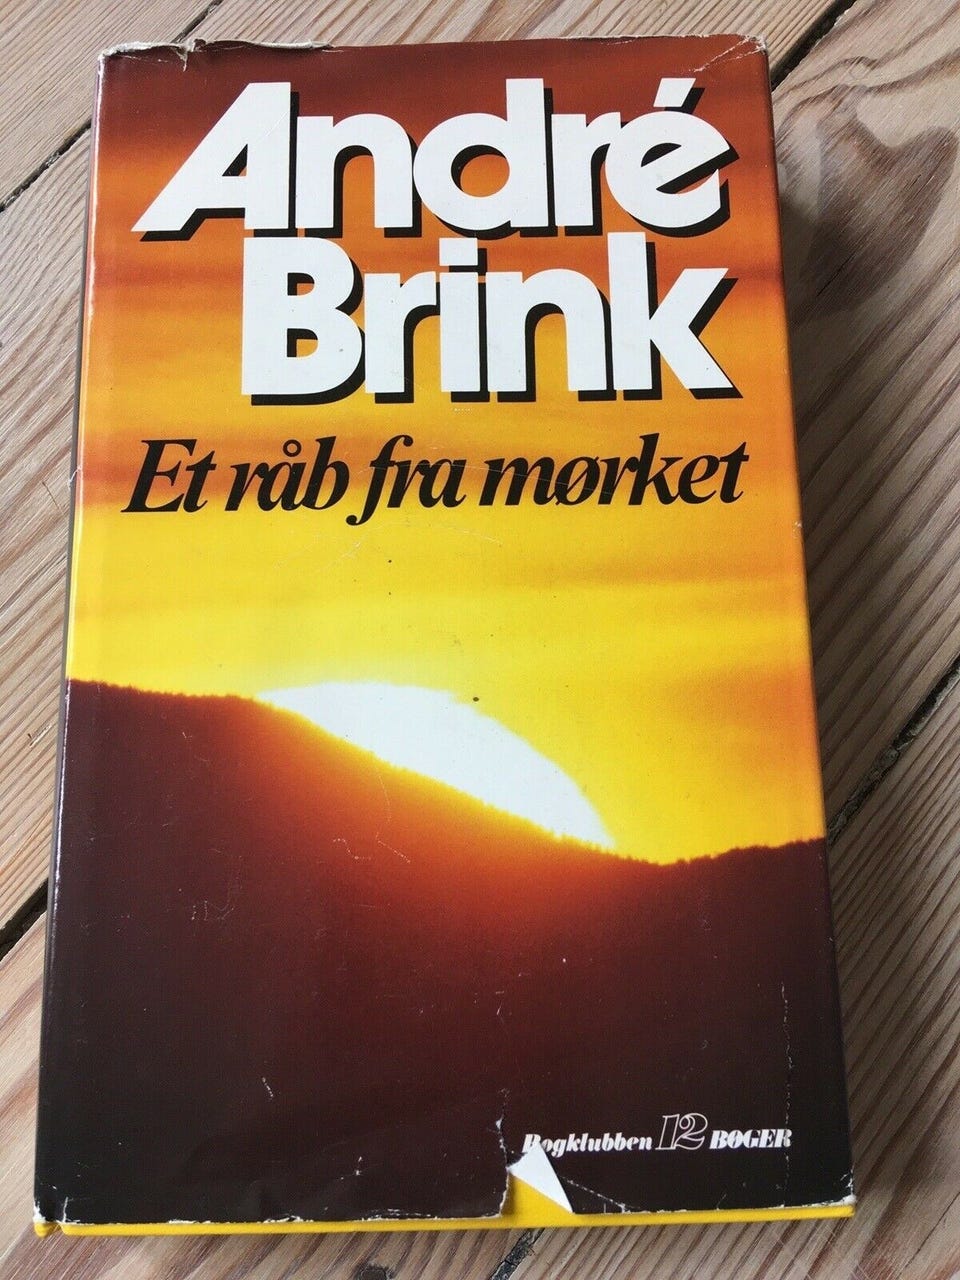 André
Brink
Et råb fra mørket
Bogklubben 12 BØGER